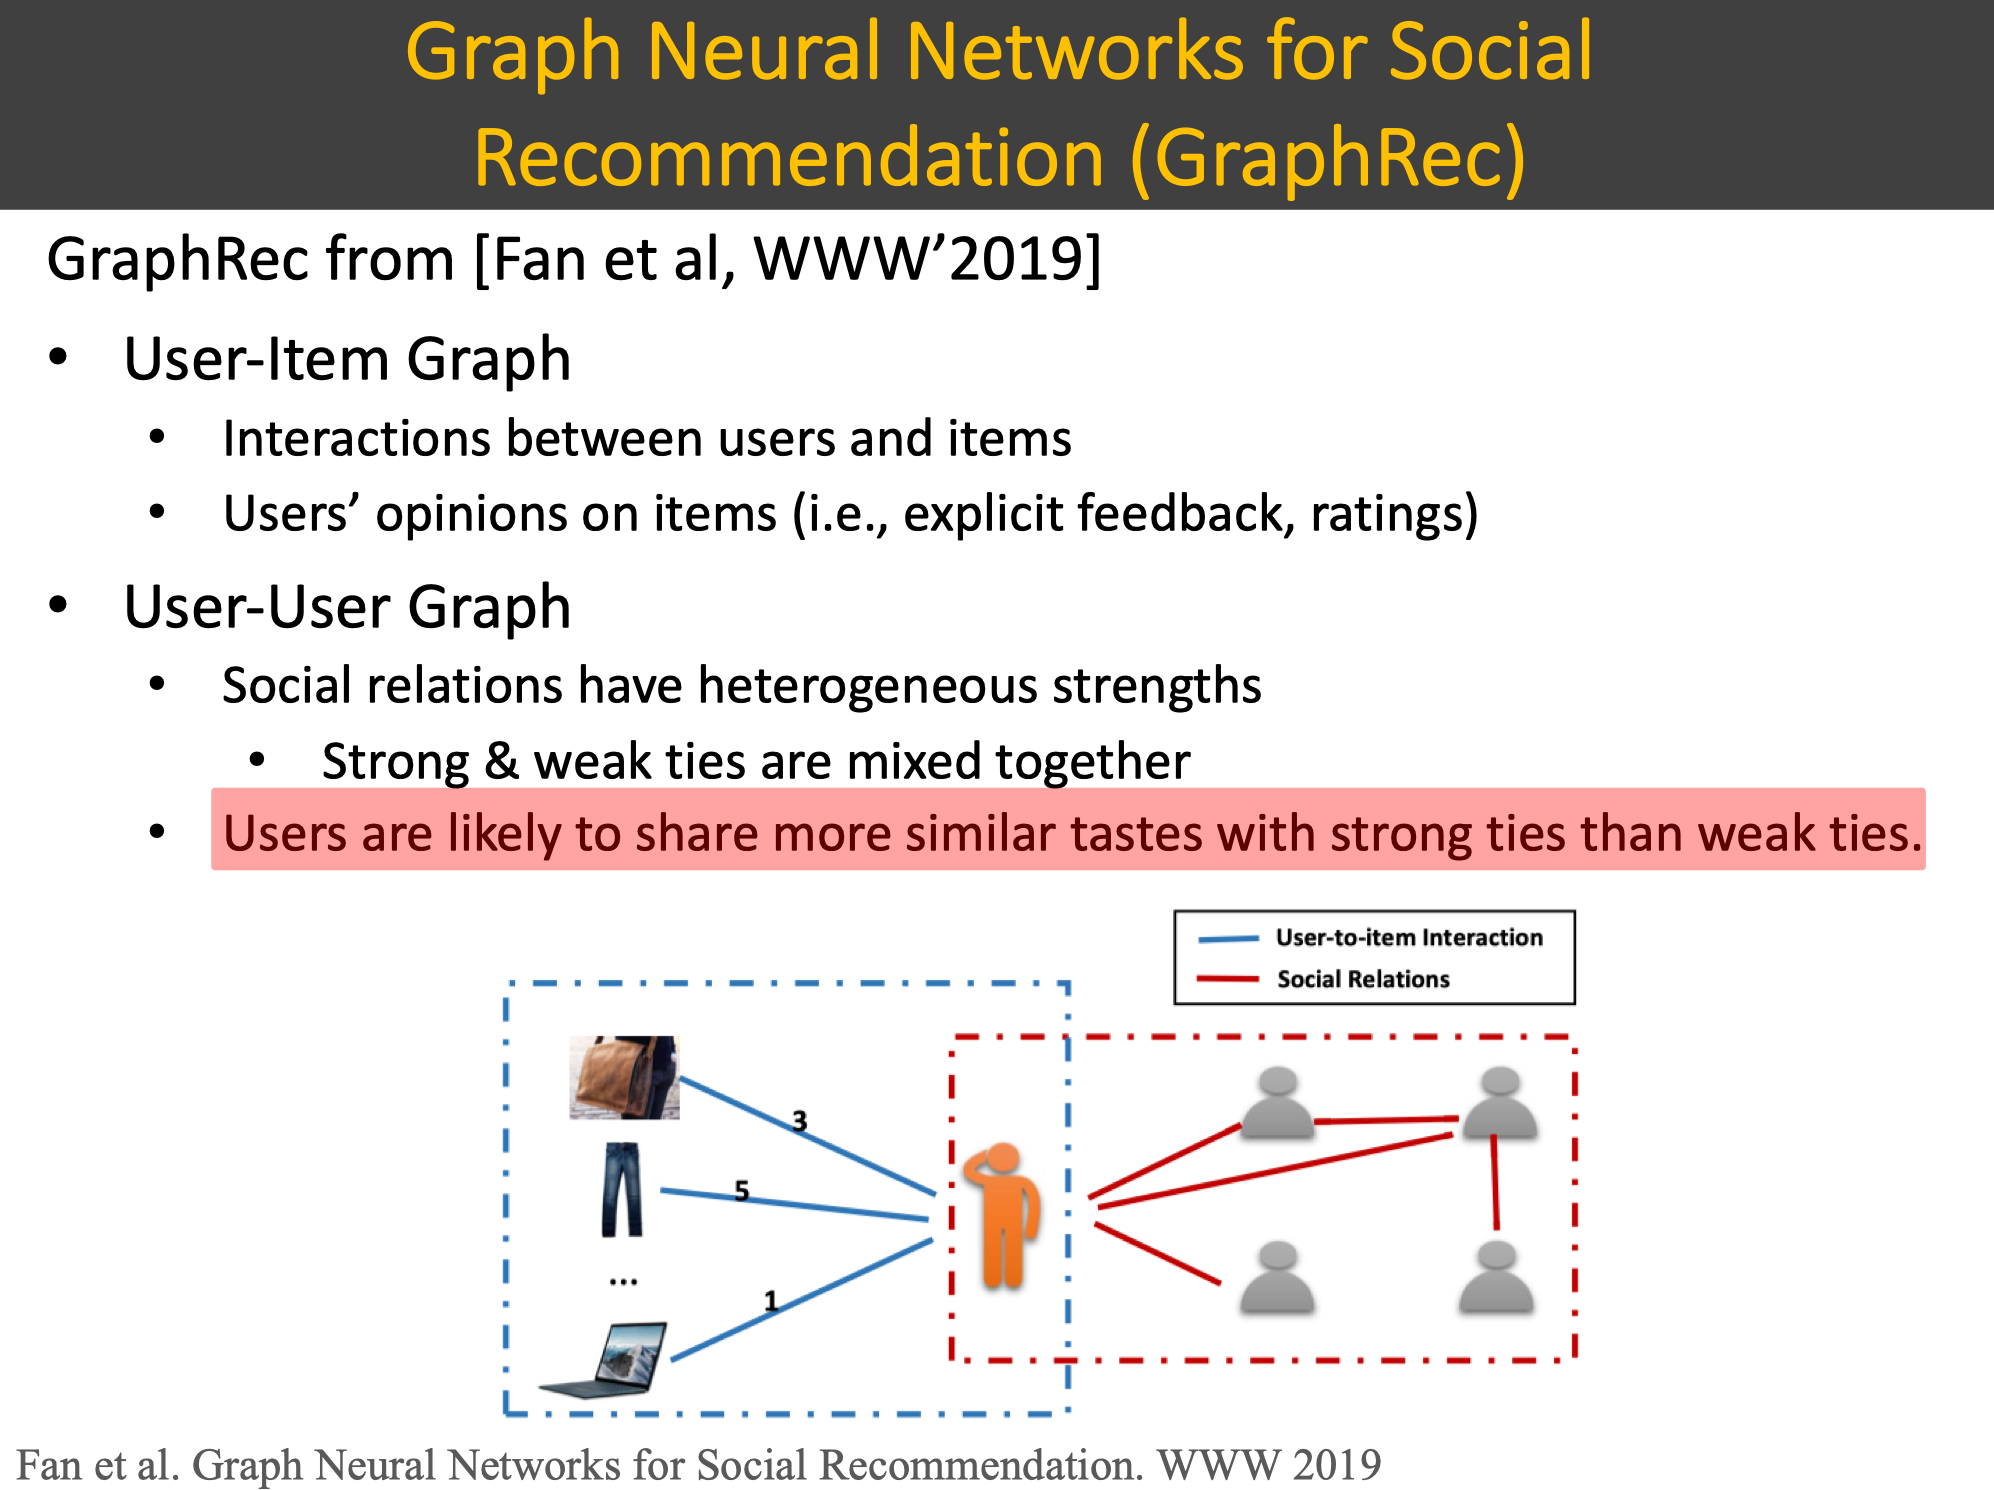 Graph Neural Networks for Social
Recommendation (GraphRec)
GraphRec from [Fan et al, WWW’2019]
• User-Item Graph
• Interactions between users and items
• Users’ opinions on items (i.e., explicit feedback, ratings)
• User-User Graph
• Social relations have heterogeneous strengths
• Strong & weak ties are mixed together
• Users are likely to share more similar tastes with strong ties than weak ties.
User-to-item Interaction
Social Relations
3
5
...
1
Fan et al. Graph Neural Networks for Social Recommendation. WWW 2019